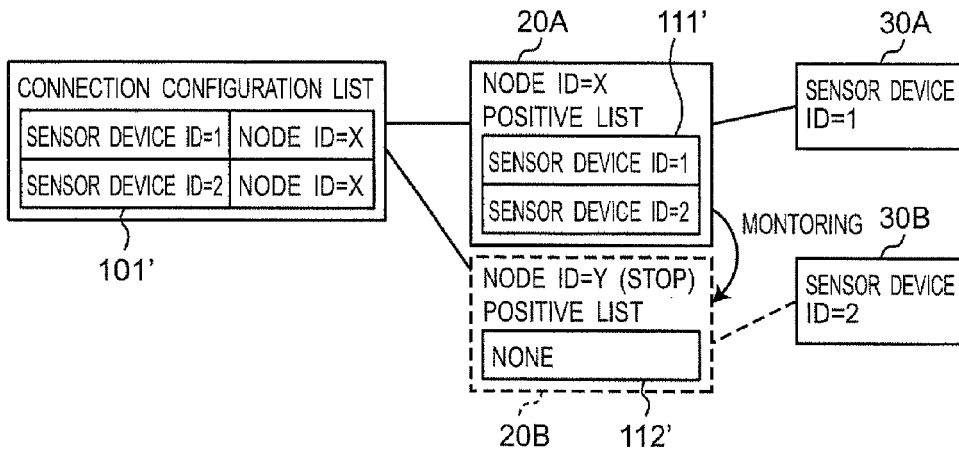 20A
111'
30A
CONNECTION CONFIGURATION LIST
SENSOR DEVICE ID=1 NODE ID=X
SENSOR DEVICE ID=2 NODE ID=X
101'
NODE ID=X
POSITIVE LIST
SENSOR DEVICE ID=1
SENSOR DEVICE ID=2
SENSOR DEVICE
ID=1
MONTORING
30B
NODE ID=Y (STOP)
POSITIVE LIST
NONE
SENSOR DEVICE
ID=2
20B
112'